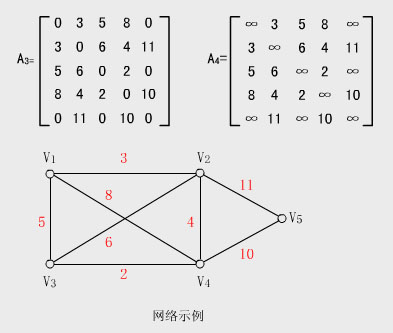 A3= 0 3 5 8 0 A4= ∞ 3 5 8 ∞
3 0 6 4 11 3 ∞ 6 4 11
5 6 0 2 0 5 6 ∞ 2 ∞
8 4 2 0 10 8 4 2 ∞ 10
0 11 0 10 0 ∞ 11 ∞ 10 ∞
V1 3 V2
8 11
5 4 V5
6 10
V3 2 V4
网络示例